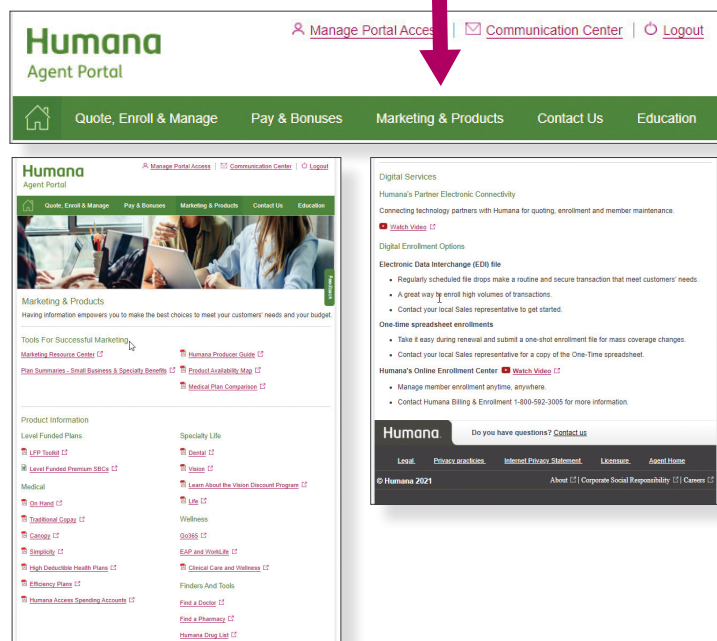 Humana
Agent Portal
Manage Portal Access | Communication Center | Logout
Quote, Enroll & Manage Pay & Bonuses Marketing & Products Contact Us Education
Humana
Agent Portal
Manage Portal Access | Communication Center | Logout
Quote, Enroll & Manage Pay & Bonuses Marketing & Products Contact Us Education
Feedback
Marketing & Products
Having information empowers you to make the best choices to meet your customers' needs and your budget.
Tools For Successful Marketing
Marketing Resource Center
Plan Summaries - Small Business & Specialty Benefits
Humana Producer Guide
Product Availability Map
Medical Plan Comparison
Product Information
Level Funded Plans
LFP Toolkit
Level Funded Premium SBCs
Medical
On Hand
Traditional Copay
Canopy
Simplicity
High Deductible Health Plans
Efficiency Plans
Humana Access Spending Accounts
Specialty Life
Dental
Vision
Learn About the Vision Discount Program
Life
Wellness
Go365
EAP and WorkLife
Clinical Care and Wellness
Finders And Tools
Find a Doctor
Find a Pharmacy
Humana Drug List
Digital Services
Humana's Partner Electronic Connectivity
Connecting technology partners with Humana for quoting, enrollment and member maintenance.
Watch Video
Digital Enrollment Options
Electronic Data Interchange (EDI) file
• Regularly scheduled file drops make a routine and secure transaction that meet customers' needs.
• A great way to enroll high volumes of transactions.
• Contact your local Sales representative to get started.
One-time spreadsheet enrollments
• Take it easy during renewal and submit a one-shot enrollment file for mass coverage changes.
• Contact your local Sales representative for a copy of the One-Time spreadsheet.
Humana's Online Enrollment Center Watch Video
• Manage member enrollment anytime, anywhere.
• Contact Humana Billing & Enrollment 1-800-592-3005 for more information.
Humana. Do you have questions? Contact us
Legal Privacy practicies Internet Privacy Statement Licensure Agent Home
© Humana 2021 About | Corporate Social Responsibility | Careers